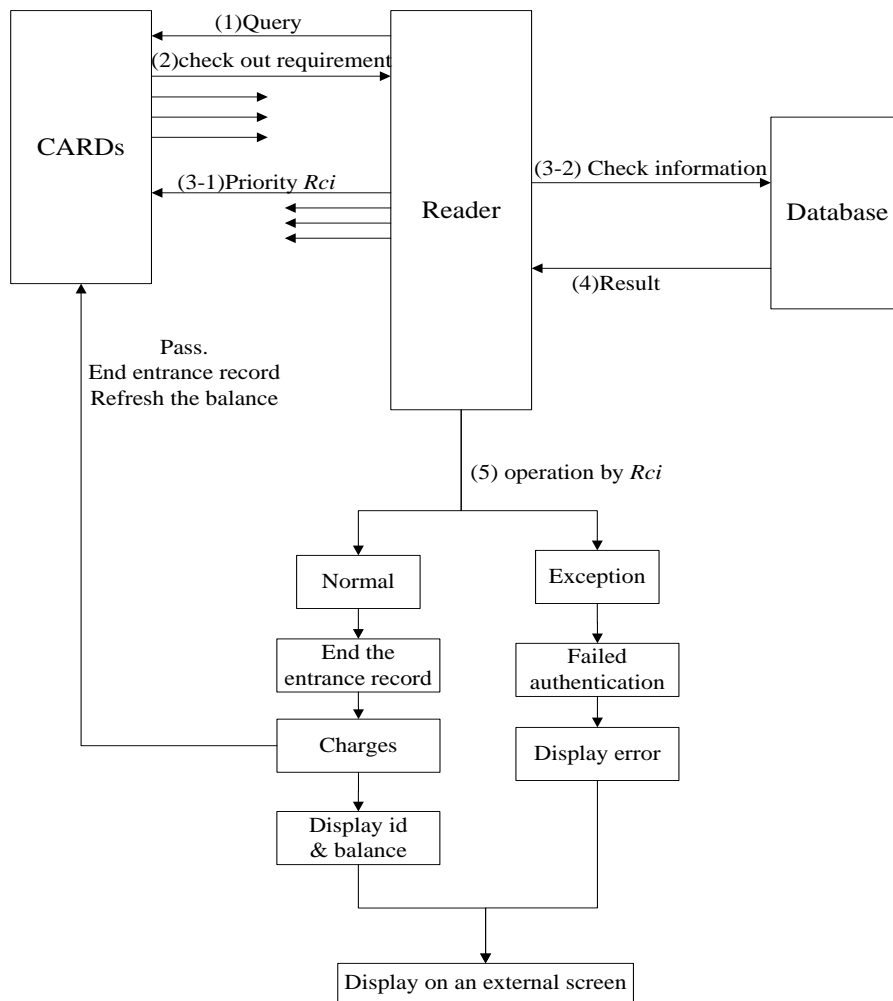 (1)Query
(2)check out requirement
CARDs
(3-1)Priority Rci
Reader
(3-2) Check information
Database
(4)Result
Pass.
End entrance record
Refresh the balance
(5) operation by Rci
Normal
Exception
End the
entrance record
Failed
authentication
Charges
Display error
Display id
& balance
Display on an external screen